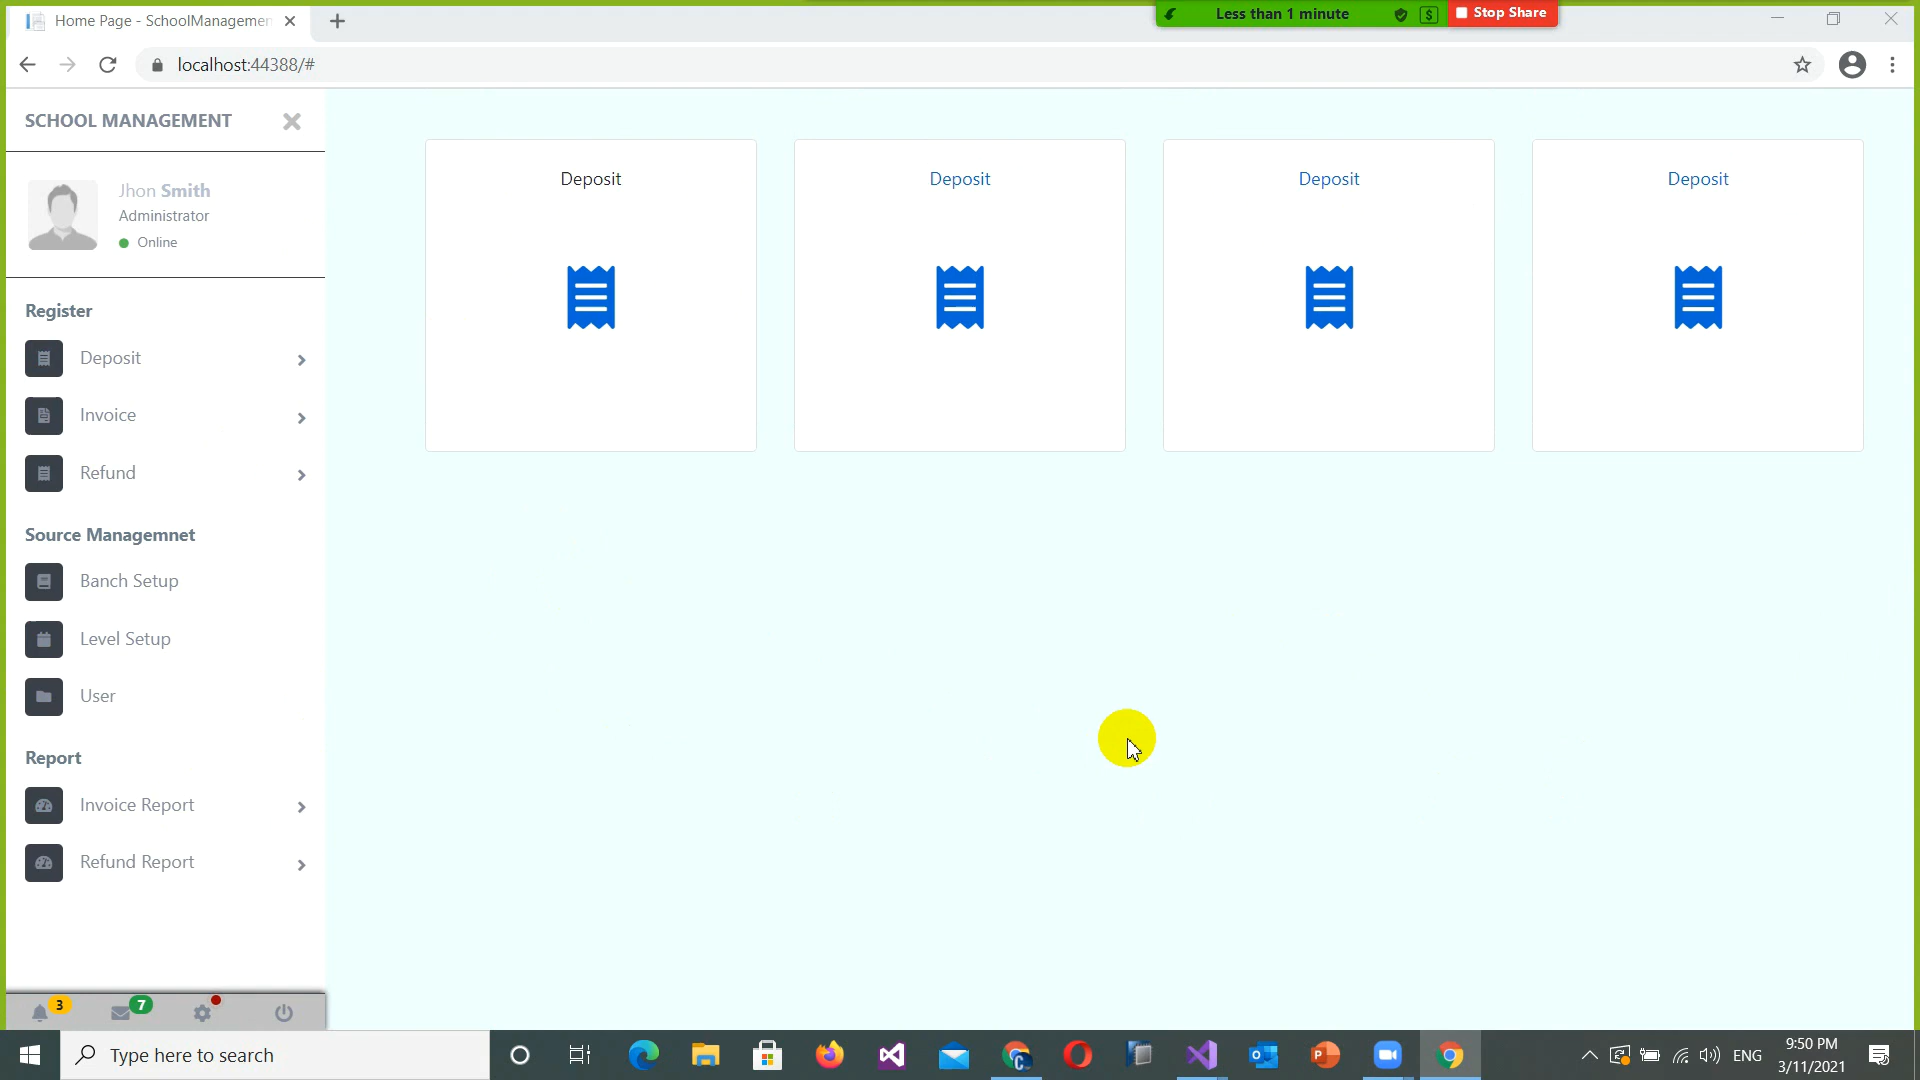 Home Page - SchoolManagemen
Less than 1 minute
Stop Share
localhost:44388/#
SCHOOL MANAGEMENT
Jhon Smith
Administrator
Online
Register
Deposit
Invoice
Refund
Source Managemnet
Banch Setup
Level Setup
User
Report
Invoice Report
Refund Report
3
7
Deposit
Deposit
Deposit
Deposit
Type here to search
ENG
9:50 PM
3/11/2021